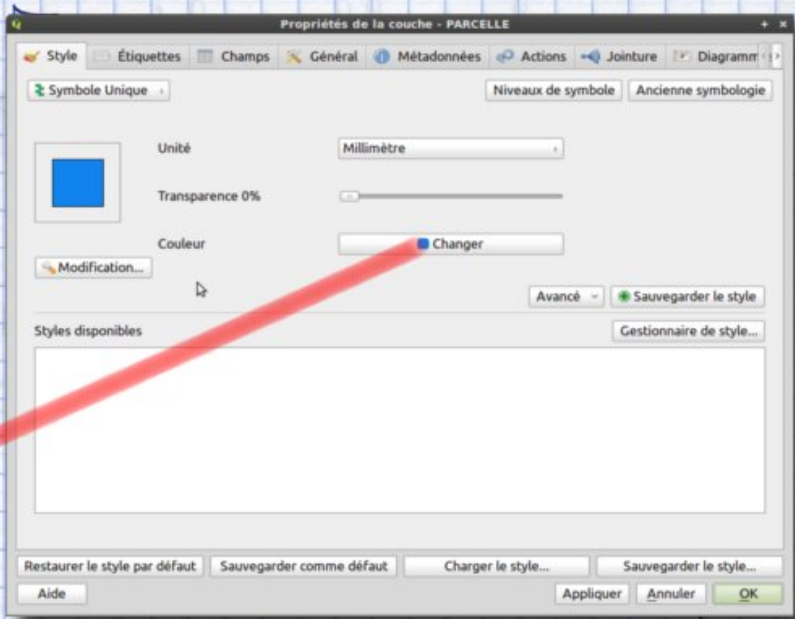 Propriétés de la couche - PARCELLE
Style Étiquettes Champs Général Métadonnées Actions Jointure Diagramm
Symbole Unique Niveaux de symbole Ancienne symbologie
Unité Millimètre
Transparence 0%
Couleur Changer
Modification...
Avancé Sauvegarder le style
Styles disponibles Gestionnaire de style...
Restaurer le style par défaut Sauvegarder comme défaut Charger le style... Sauvegarder le style...
Aide Appliquer Annuler OK